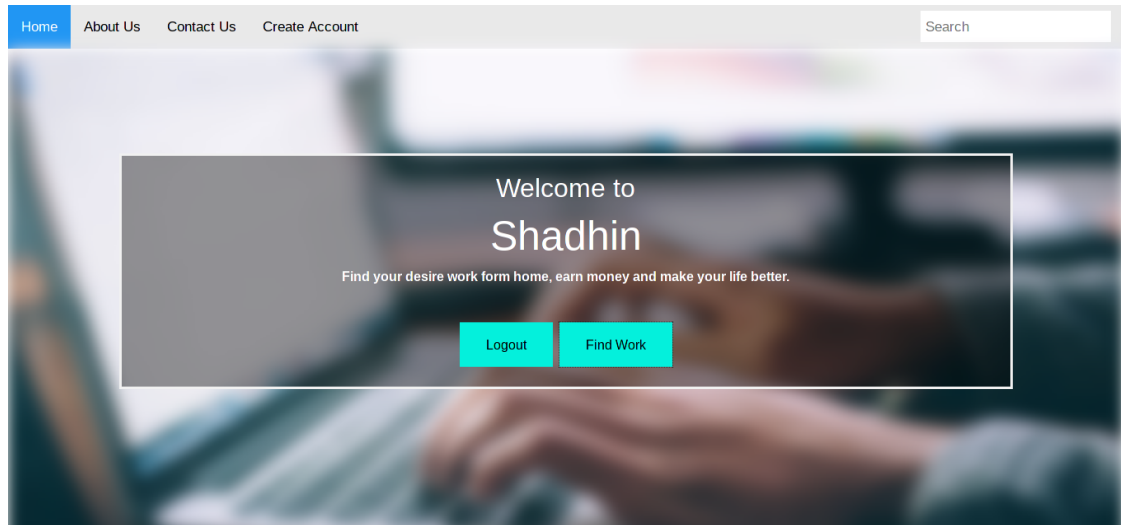 Home About Us Contact Us Create Account Search
Welcome to
Shadhin
Find your desire work form home, earn money and make your life better.
Logout Find Work